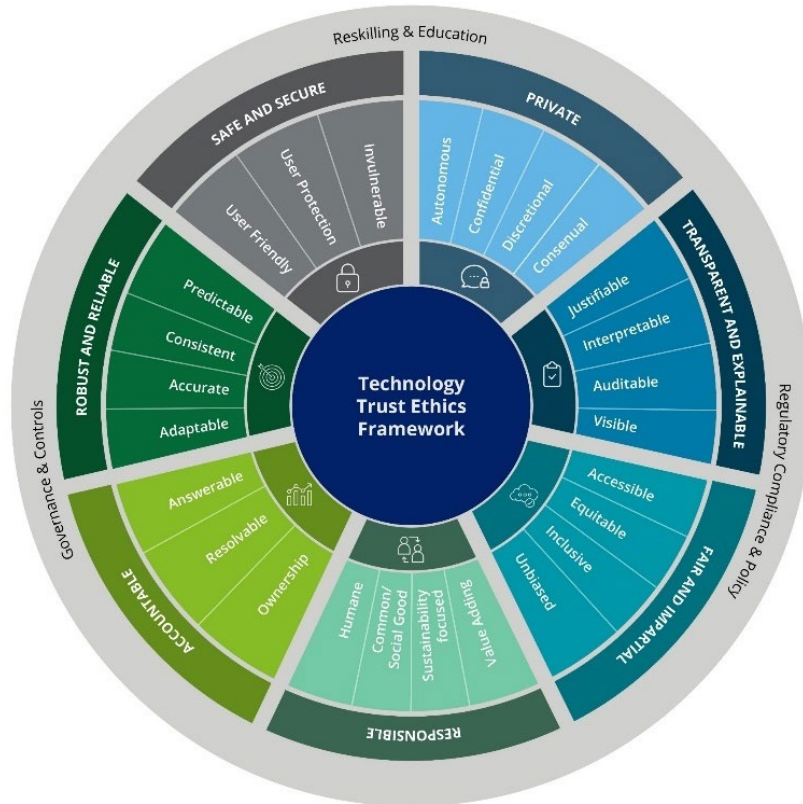 Reskilling & Education
SAFE AND SECURE
User Friendly
User Protection
Invulnerable
PRIVATE
Autonomous
Confidential
Discretional
Consenual
TRANSPARENT AND EXPLAINABLE
Justifiable
Interpretable
Auditable
Visible
Regulatory Compliance & Policy
FAIR AND IMPARTIAL
Accessible
Equitable
Inclusive
Unbiased
RESPONSIBLE
Humane
Common/
Social Good
Sustainability
focused
Value Adding
ACCOUNTABLE
Answerable
Resolvable
Ownership
Governance & Controls
ROBUST AND RELIABLE
Predictable
Consistent
Accurate
Adaptable
Technology
Trust Ethics
Framework